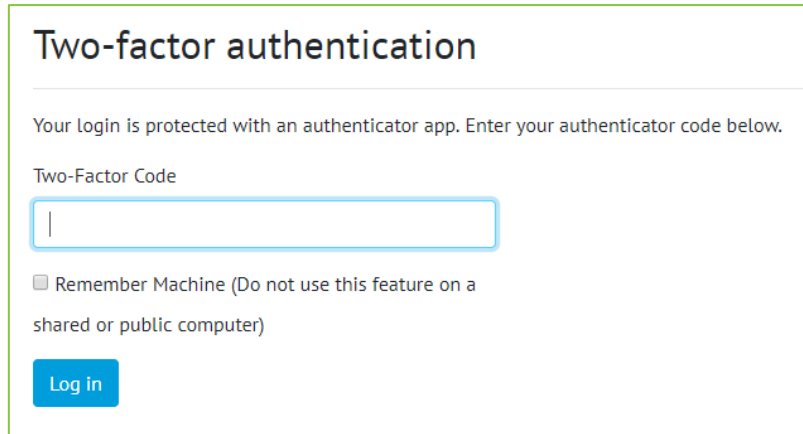 Two-factor authentication
Your login is protected with an authenticator app. Enter your authenticator code below.
Two-Factor Code
Remember Machine (Do not use this feature on a
shared or public computer)
Log in